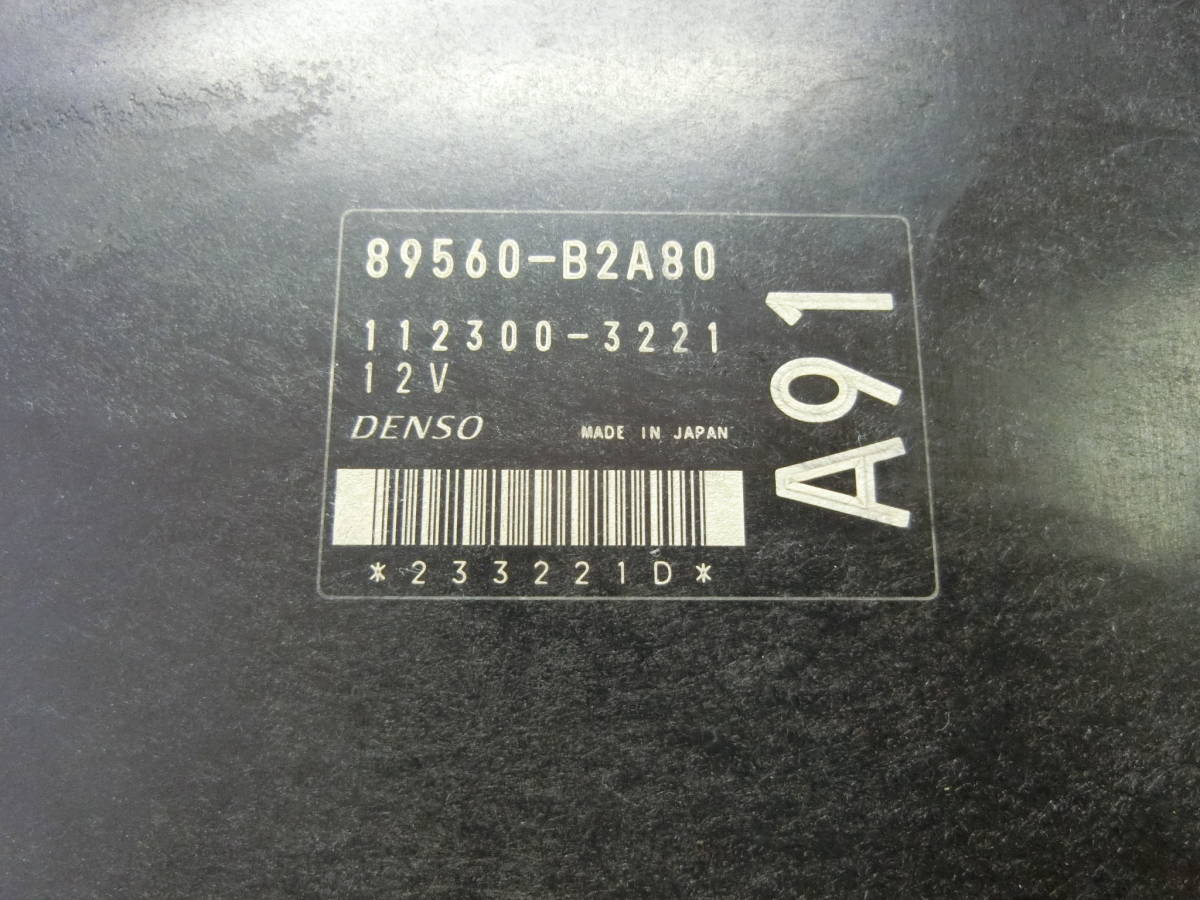 89560-B2A80
112300-3221
12V
DENSO MADE IN JAPAN
*233221D*
A91